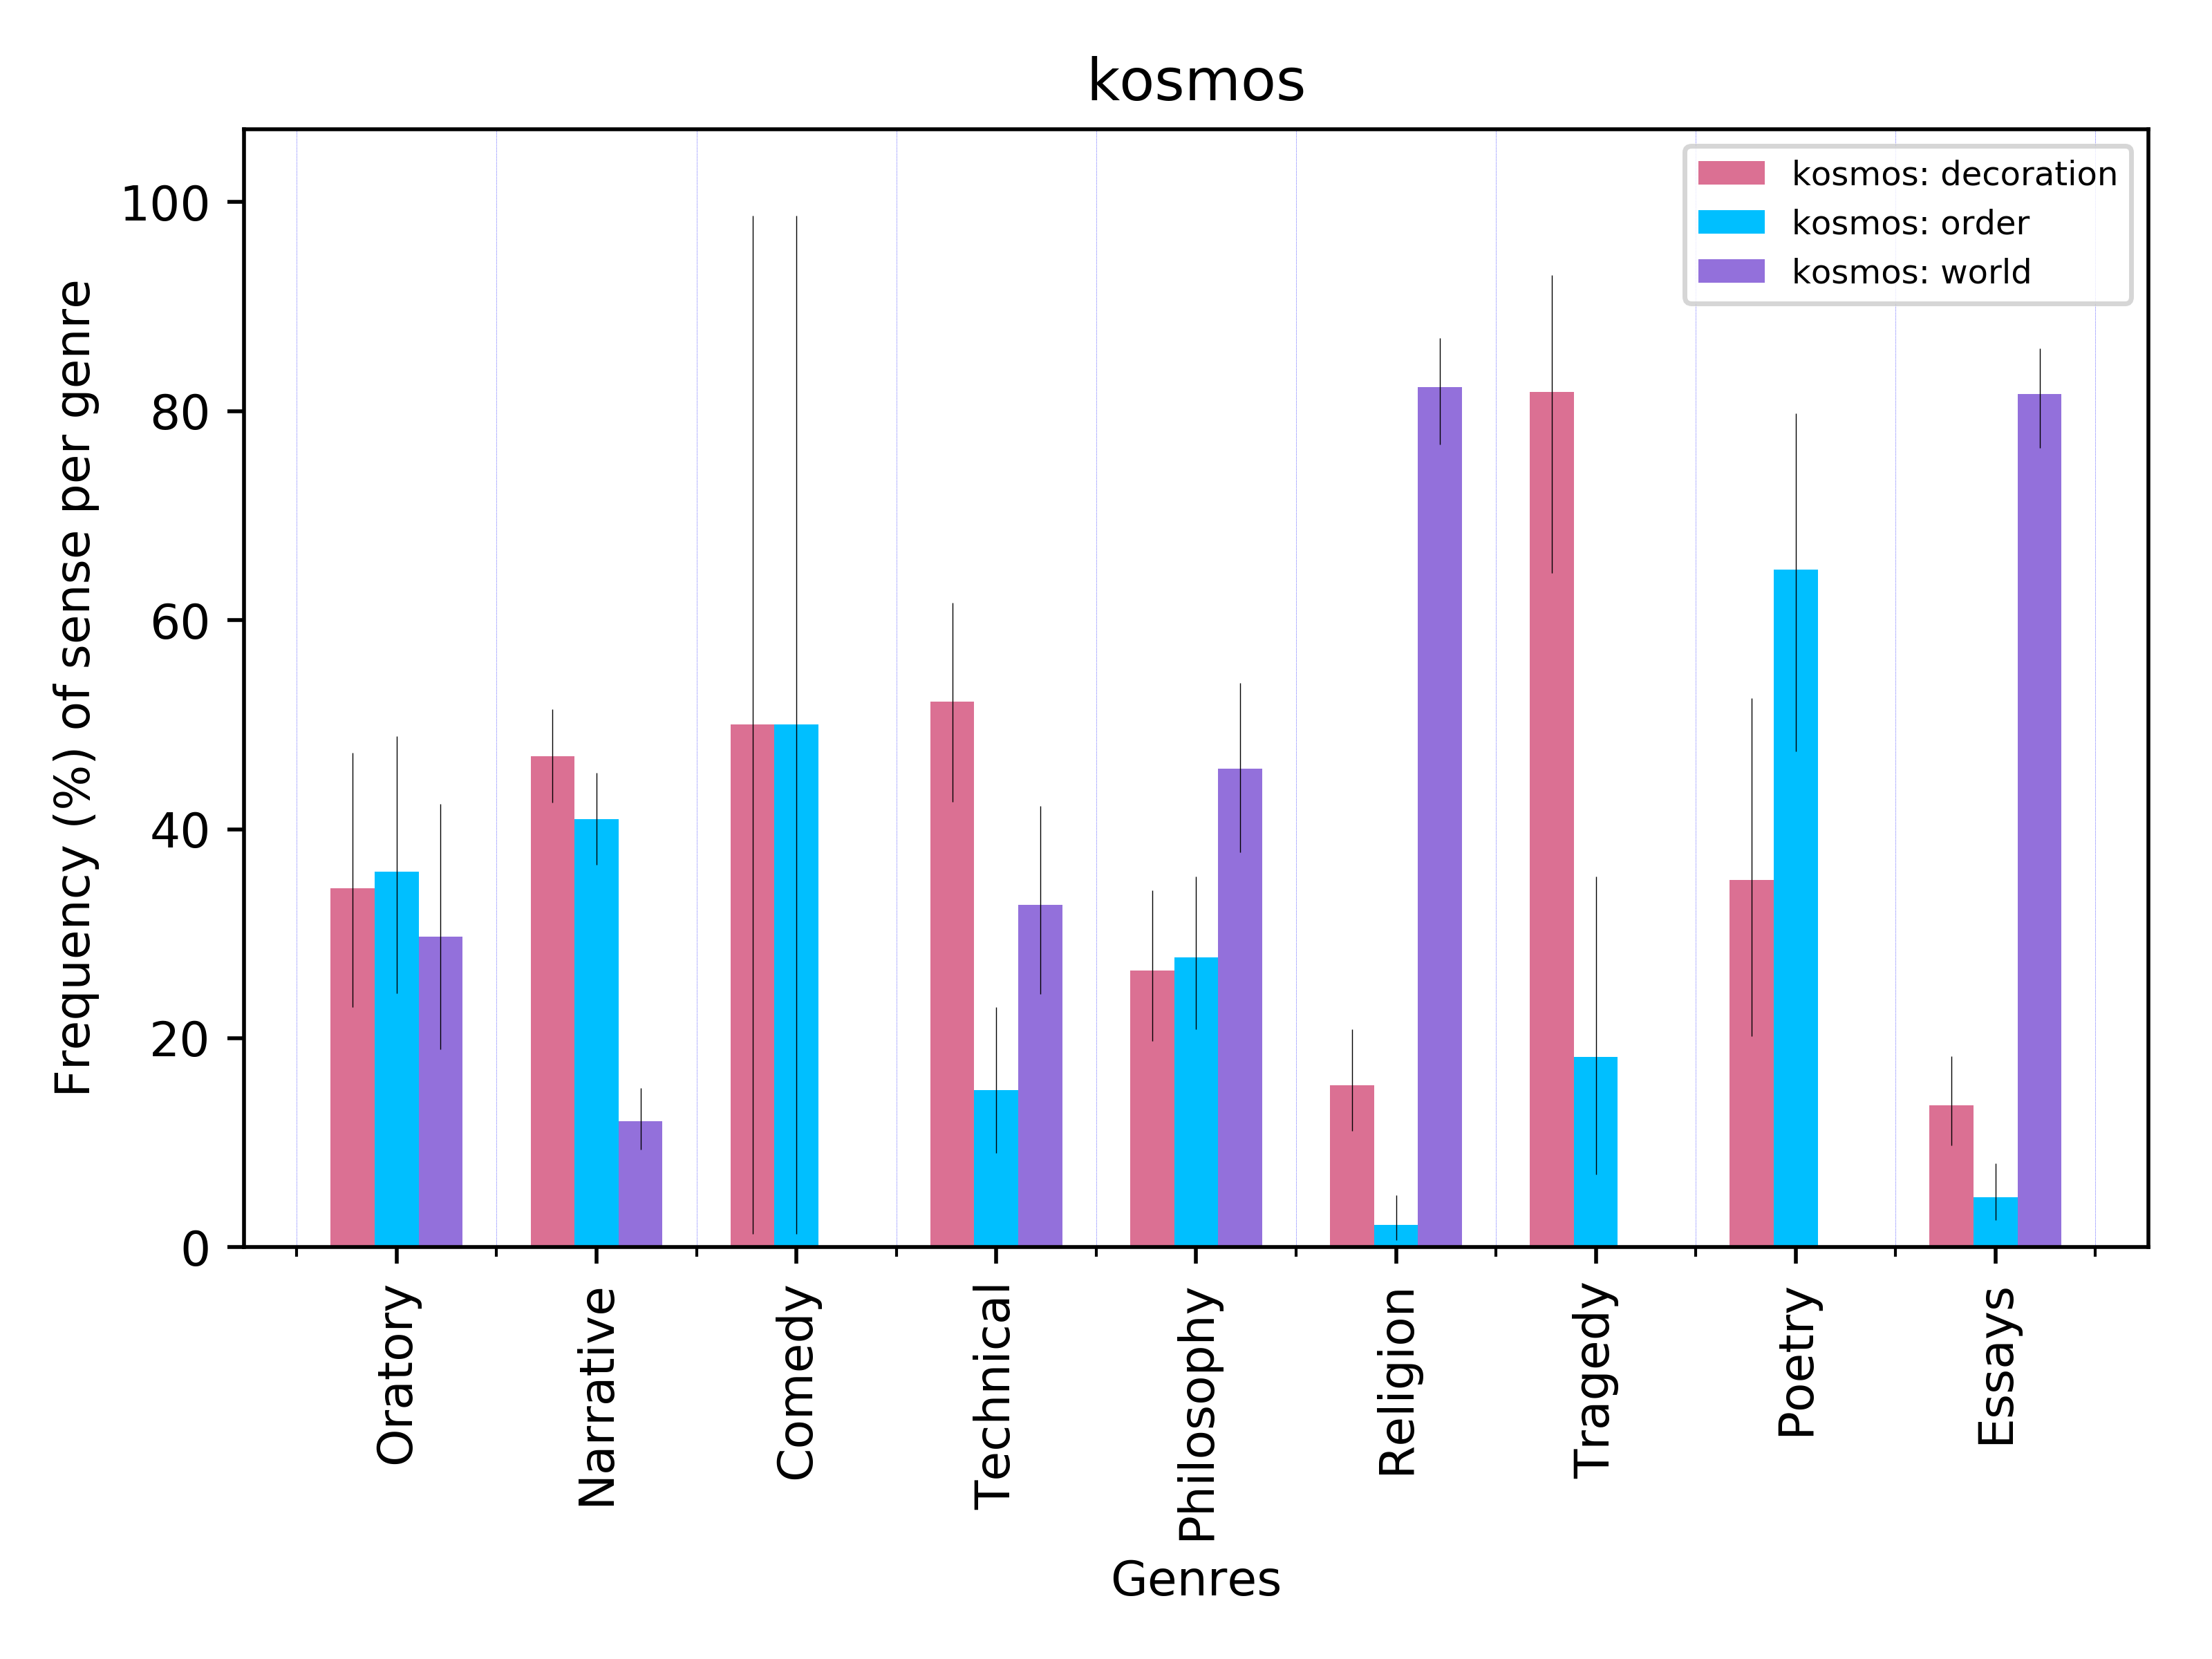 kosmos
kosmos: decoration
kosmos: order
kosmos: world
Frequency (%) of sense per genre
100
80
60
40
20
0
Oratory
Narrative
Comedy
Technical
Philosophy
Religion
Tragedy
Poetry
Essays
Genres